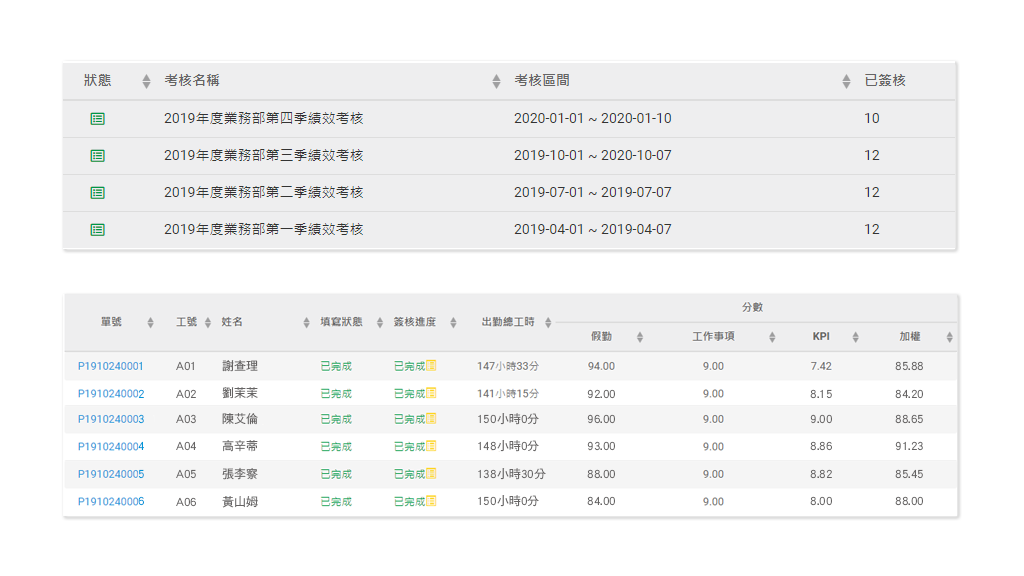 狀態 考核名稱 考核區間 已簽核
2019年度業務部第四季績效考核 2020-01-01 ~ 2020-01-10 10
2019年度業務部第三季績效考核 2019-10-01 ~ 2020-10-07 12
2019年度業務部第二季績效考核 2019-07-01 ~ 2019-07-07 12
2019年度業務部第一季績效考核 2019-04-01 ~ 2019-04-07 12
單號 工號 姓名 填寫狀態 簽核進度 出勤總工時 分數
假勤 工作事項 KPI 加權
P1910240001 A01 謝查理 已完成 已完成 147小時33分 94.00 9.00 7.42 85.88
P1910240002 A02 劉茉茉 已完成 已完成 141小時15分 92.00 9.00 8.15 84.20
P1910240003 A03 陳艾倫 已完成 已完成 150小時0分 96.00 9.00 9.00 88.65
P1910240004 A04 高辛蒂 已完成 已完成 148小時0分 93.00 9.00 8.86 91.23
P1910240005 A05 張李察 已完成 已完成 138小時30分 88.00 9.00 8.82 85.45
P1910240006 A06 黃山姆 已完成 已完成 150小時0分 84.00 9.00 8.00 88.00